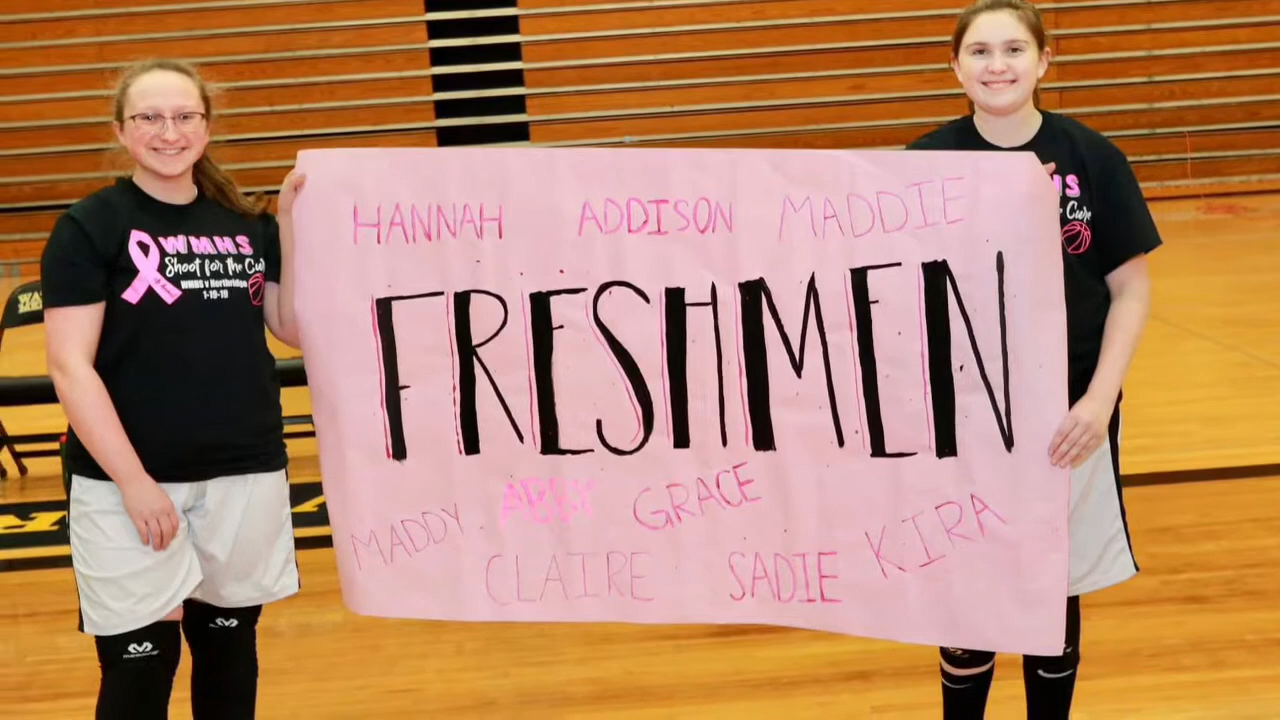 HANNAH ADDISON MADDIE
FRESHMEN
MADDY ABBY GRACE
CLAIRE SADIE KIRA
WMHS
Shoot for the Cure
WMHS v Northridge
1-19-19